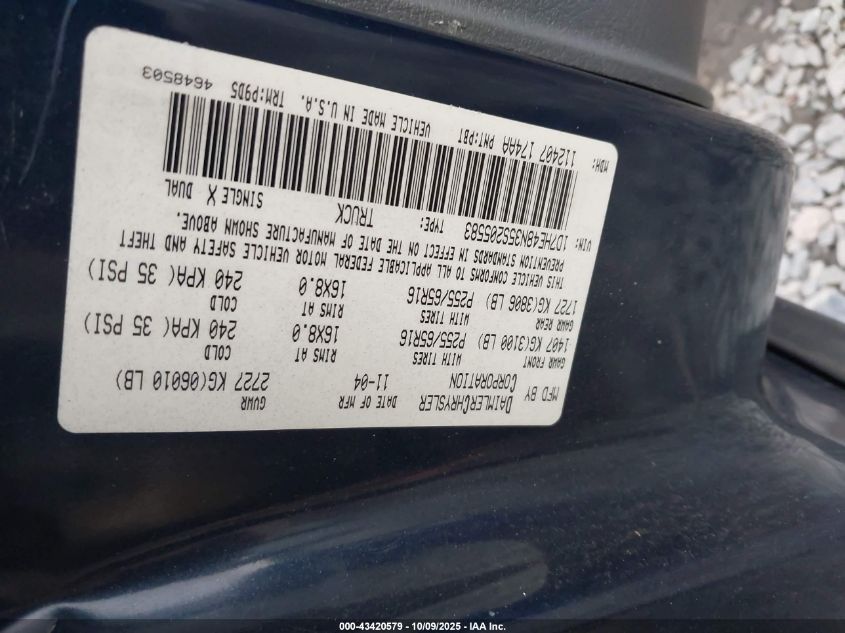 MFD BY DAIMLERCHRYSLER DATE OF MFR GVWR
CORPORATION 11-04 2727 KG(06010 LB)
GAWR FRONT WITH TIRES RIMS AT COLD
1407 KG(3100 LB) P255/65R16 16X8.0 240 KPA( 35 PSI)
GAWR REAR WITH TIRES RIMS AT COLD
1727 KG(3806 LB) P255/65R16 16X8.0 240 KPA( 35 PSI)
THIS VEHICLE CONFORMS TO ALL APPLICABLE FEDERAL MOTOR VEHICLE SAFETY AND THEFT
PREVENTION STANDARDS IN EFFECT ON THE DATE OF MANUFACTURE SHOWN ABOVE.
VIN: 1D7HE48N35S205583 TYPE: TRUCK SINGLE X DUAL
MDH: 112407 174AA PNT:PBT VEHICLE MADE IN U.S.A. TRM:P9D5 4648503
000-43420579 - 10/09/2025 - IAA Inc.